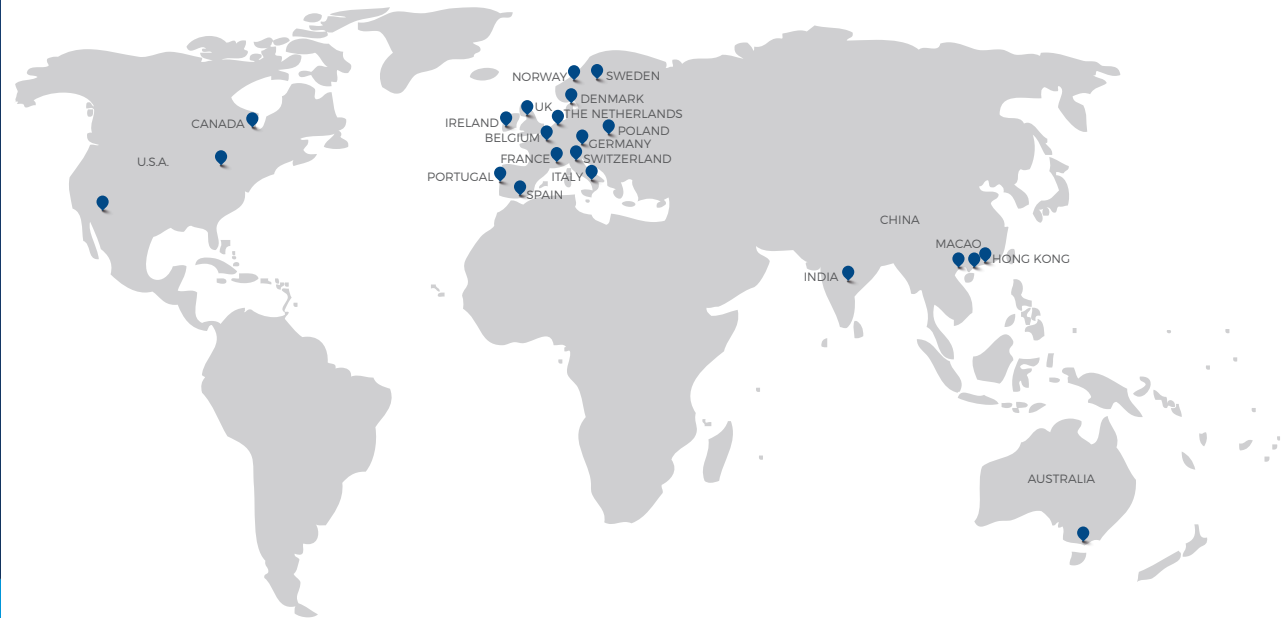 NORWAY
SWEDEN
DENMARK
UK
THE NETHERLANDS
IRELAND
CANADA
POLAND
BELGIUM
GERMANY
U.S.A.
FRANCE
SWITZERLAND
PORTUGAL
ITALY
SPAIN
CHINA
MACAO
HONG KONG
INDIA
AUSTRALIA